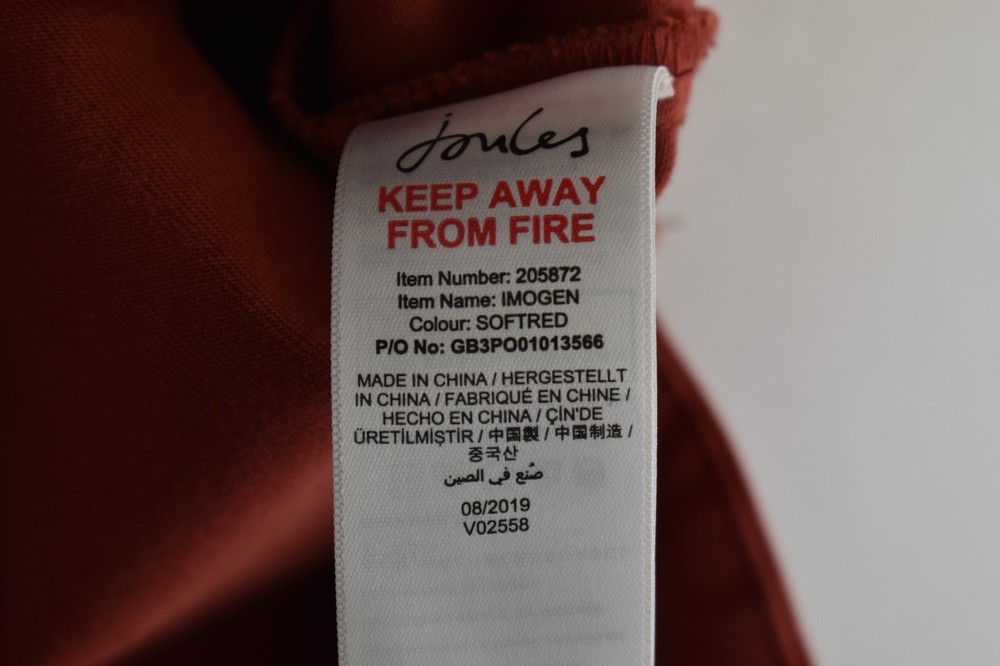 Joules
KEEP AWAY
FROM FIRE
Item Number: 205872
Item Name: IMOGEN
Colour: SOFTRED
P/O No: GB3PO01013566
MADE IN CHINA / HERGESTELLT
IN CHINA / FABRIQUÉ EN CHINE /
HECHO EN CHINA / ÇİN'DE
ÜRETİLMİŞTİR / 中国製 / 中国制造 /
중국산
صُنع في الصين
08/2019
V02558